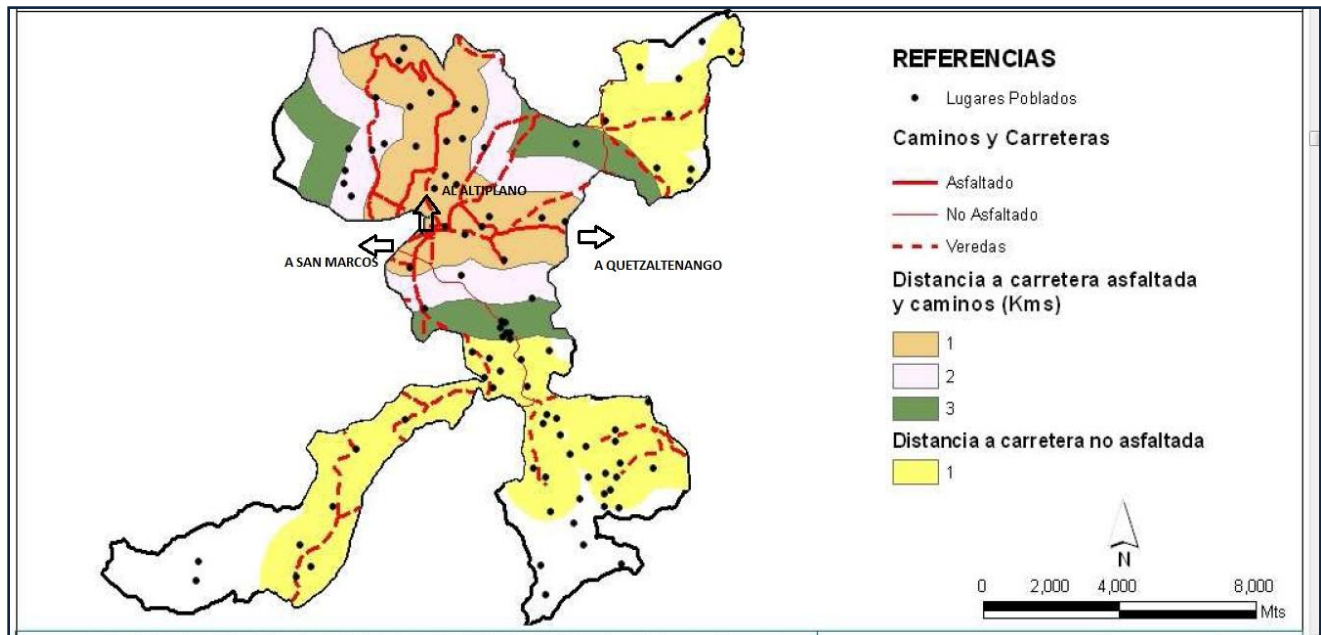 AL ALTIPLANO
A SAN MARCOS
A QUETZALTENANGO
REFERENCIAS
Lugares Poblados
Caminos y Carreteras
Asfaltado
No Asfaltado
Veredas
Distancia a carretera asfaltada
y caminos (Kms)
1
2
3
Distancia a carretera no asfaltada
1
N
0 2,000 4,000 8,000
Mts